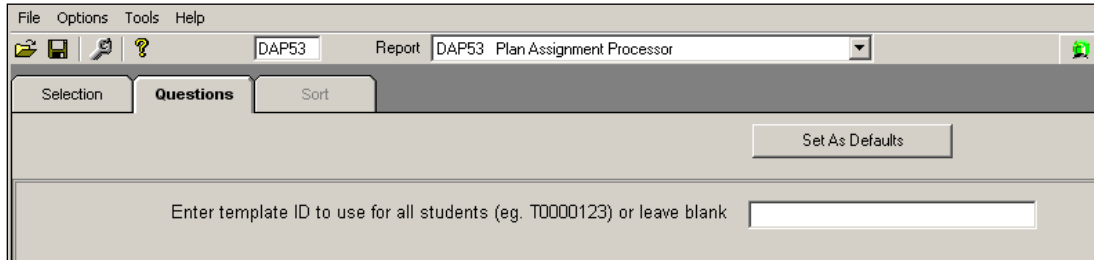 File Options Tools Help
DAP53 Report DAP53 Plan Assignment Processor
Selection Questions Sort
Set As Defaults
Enter template ID to use for all students (eg. T0000123) or leave blank